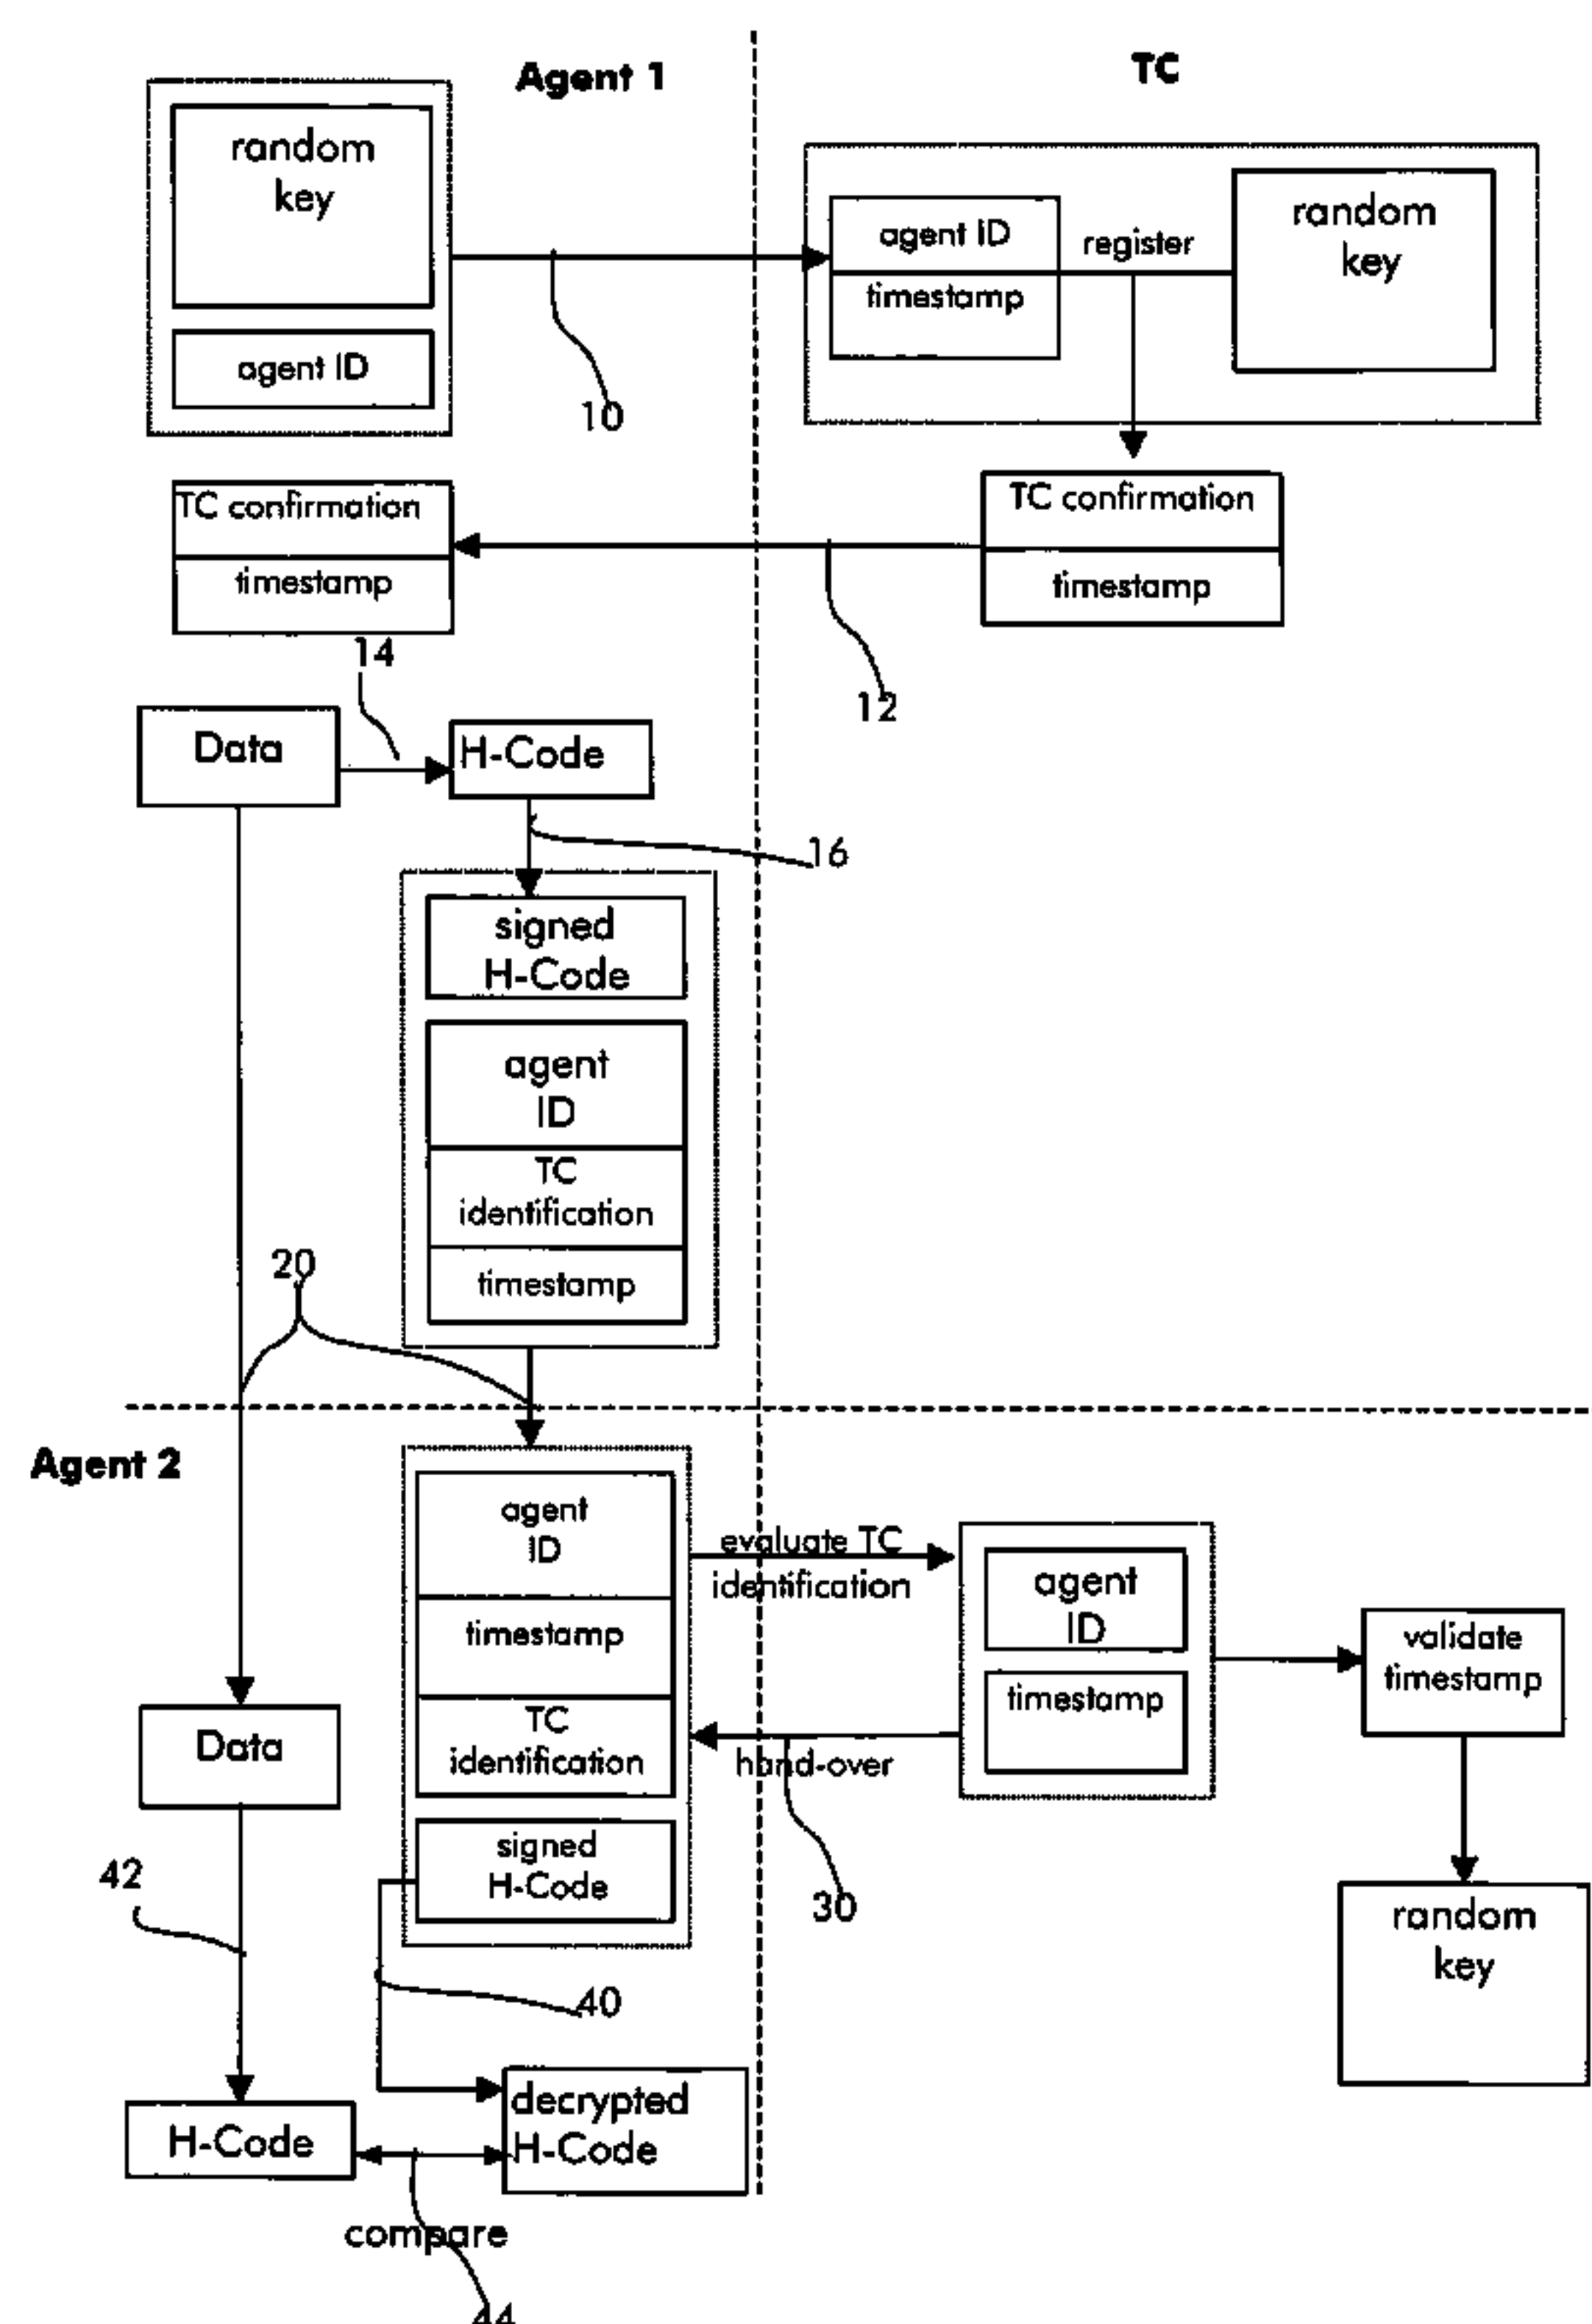 Agent 1
TC
random
key
agent ID
10
agent ID
timestamp
register
random
key
TC confirmation
timestamp
TC confirmation
timestamp
12
14
Data
H-Code
16
signed
H-Code
agent
ID
TC
identification
timestamp
20
Agent 2
agent
ID
timestamp
TC
identification
signed
H-Code
evaluate TC
identification
agent
ID
timestamp
validate
timestamp
hand-over
30
random
key
Data
42
40
H-Code
decrypted
H-Code
compare
44